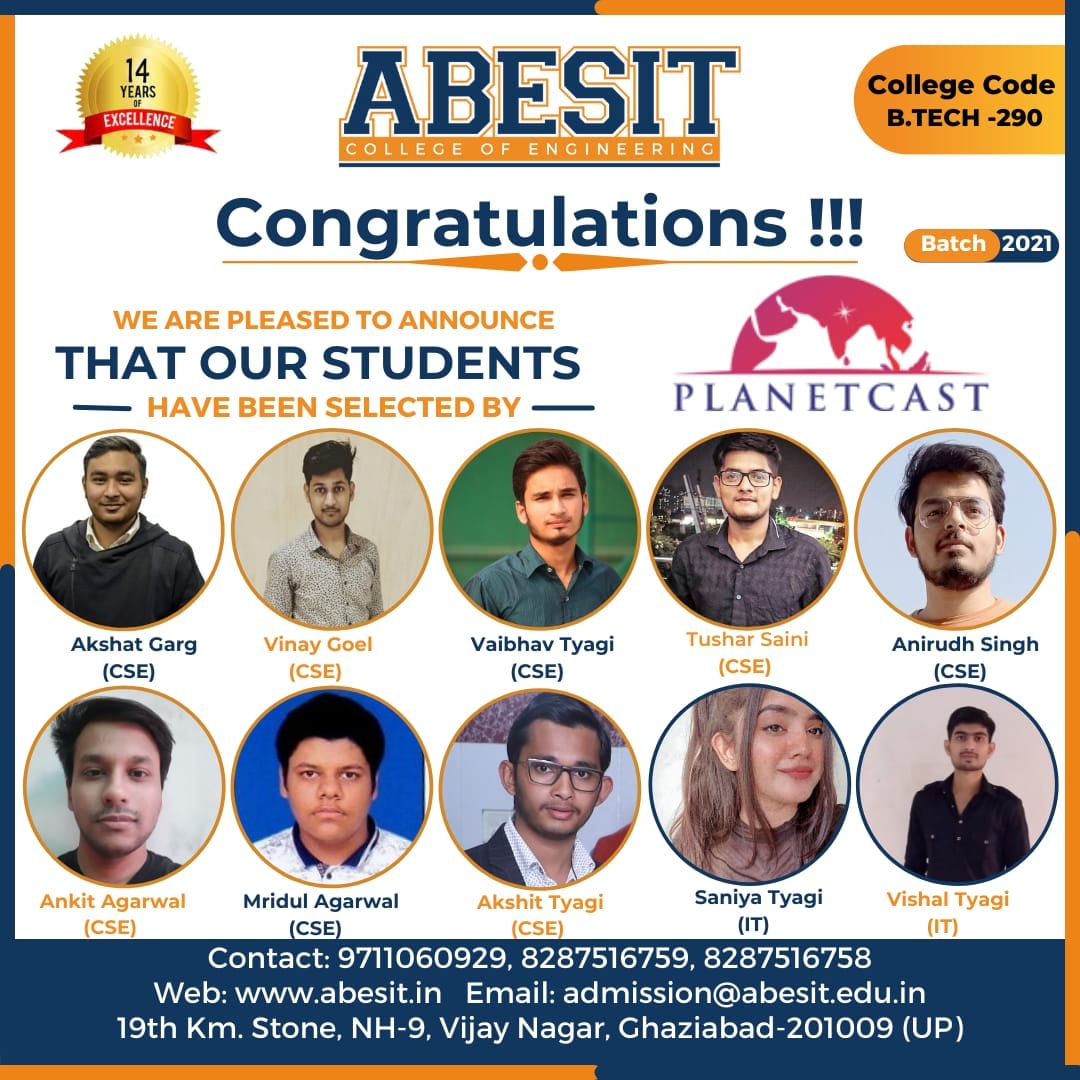 14
YEARS
OF
EXCELLENCE
ABESIT
COLLEGE OF ENGINEERING
College Code
B.TECH -290
Congratulations !!!
Batch 2021
WE ARE PLEASED TO ANNOUNCE
THAT OUR STUDENTS
HAVE BEEN SELECTED BY
PLANETCAST
Akshat Garg
(CSE)
Vinay Goel
(CSE)
Vaibhav Tyagi
(CSE)
Tushar Saini
(CSE)
Anirudh Singh
(CSE)
Ankit Agarwal
(CSE)
Mridul Agarwal
(CSE)
Akshit Tyagi
(CSE)
Saniya Tyagi
(IT)
Vishal Tyagi
(IT)
Contact: 9711060929, 8287516759, 8287516758
Web: www.abesit.in Email: admission@abesit.edu.in
19th Km. Stone, NH-9, Vijay Nagar, Ghaziabad-201009 (UP)